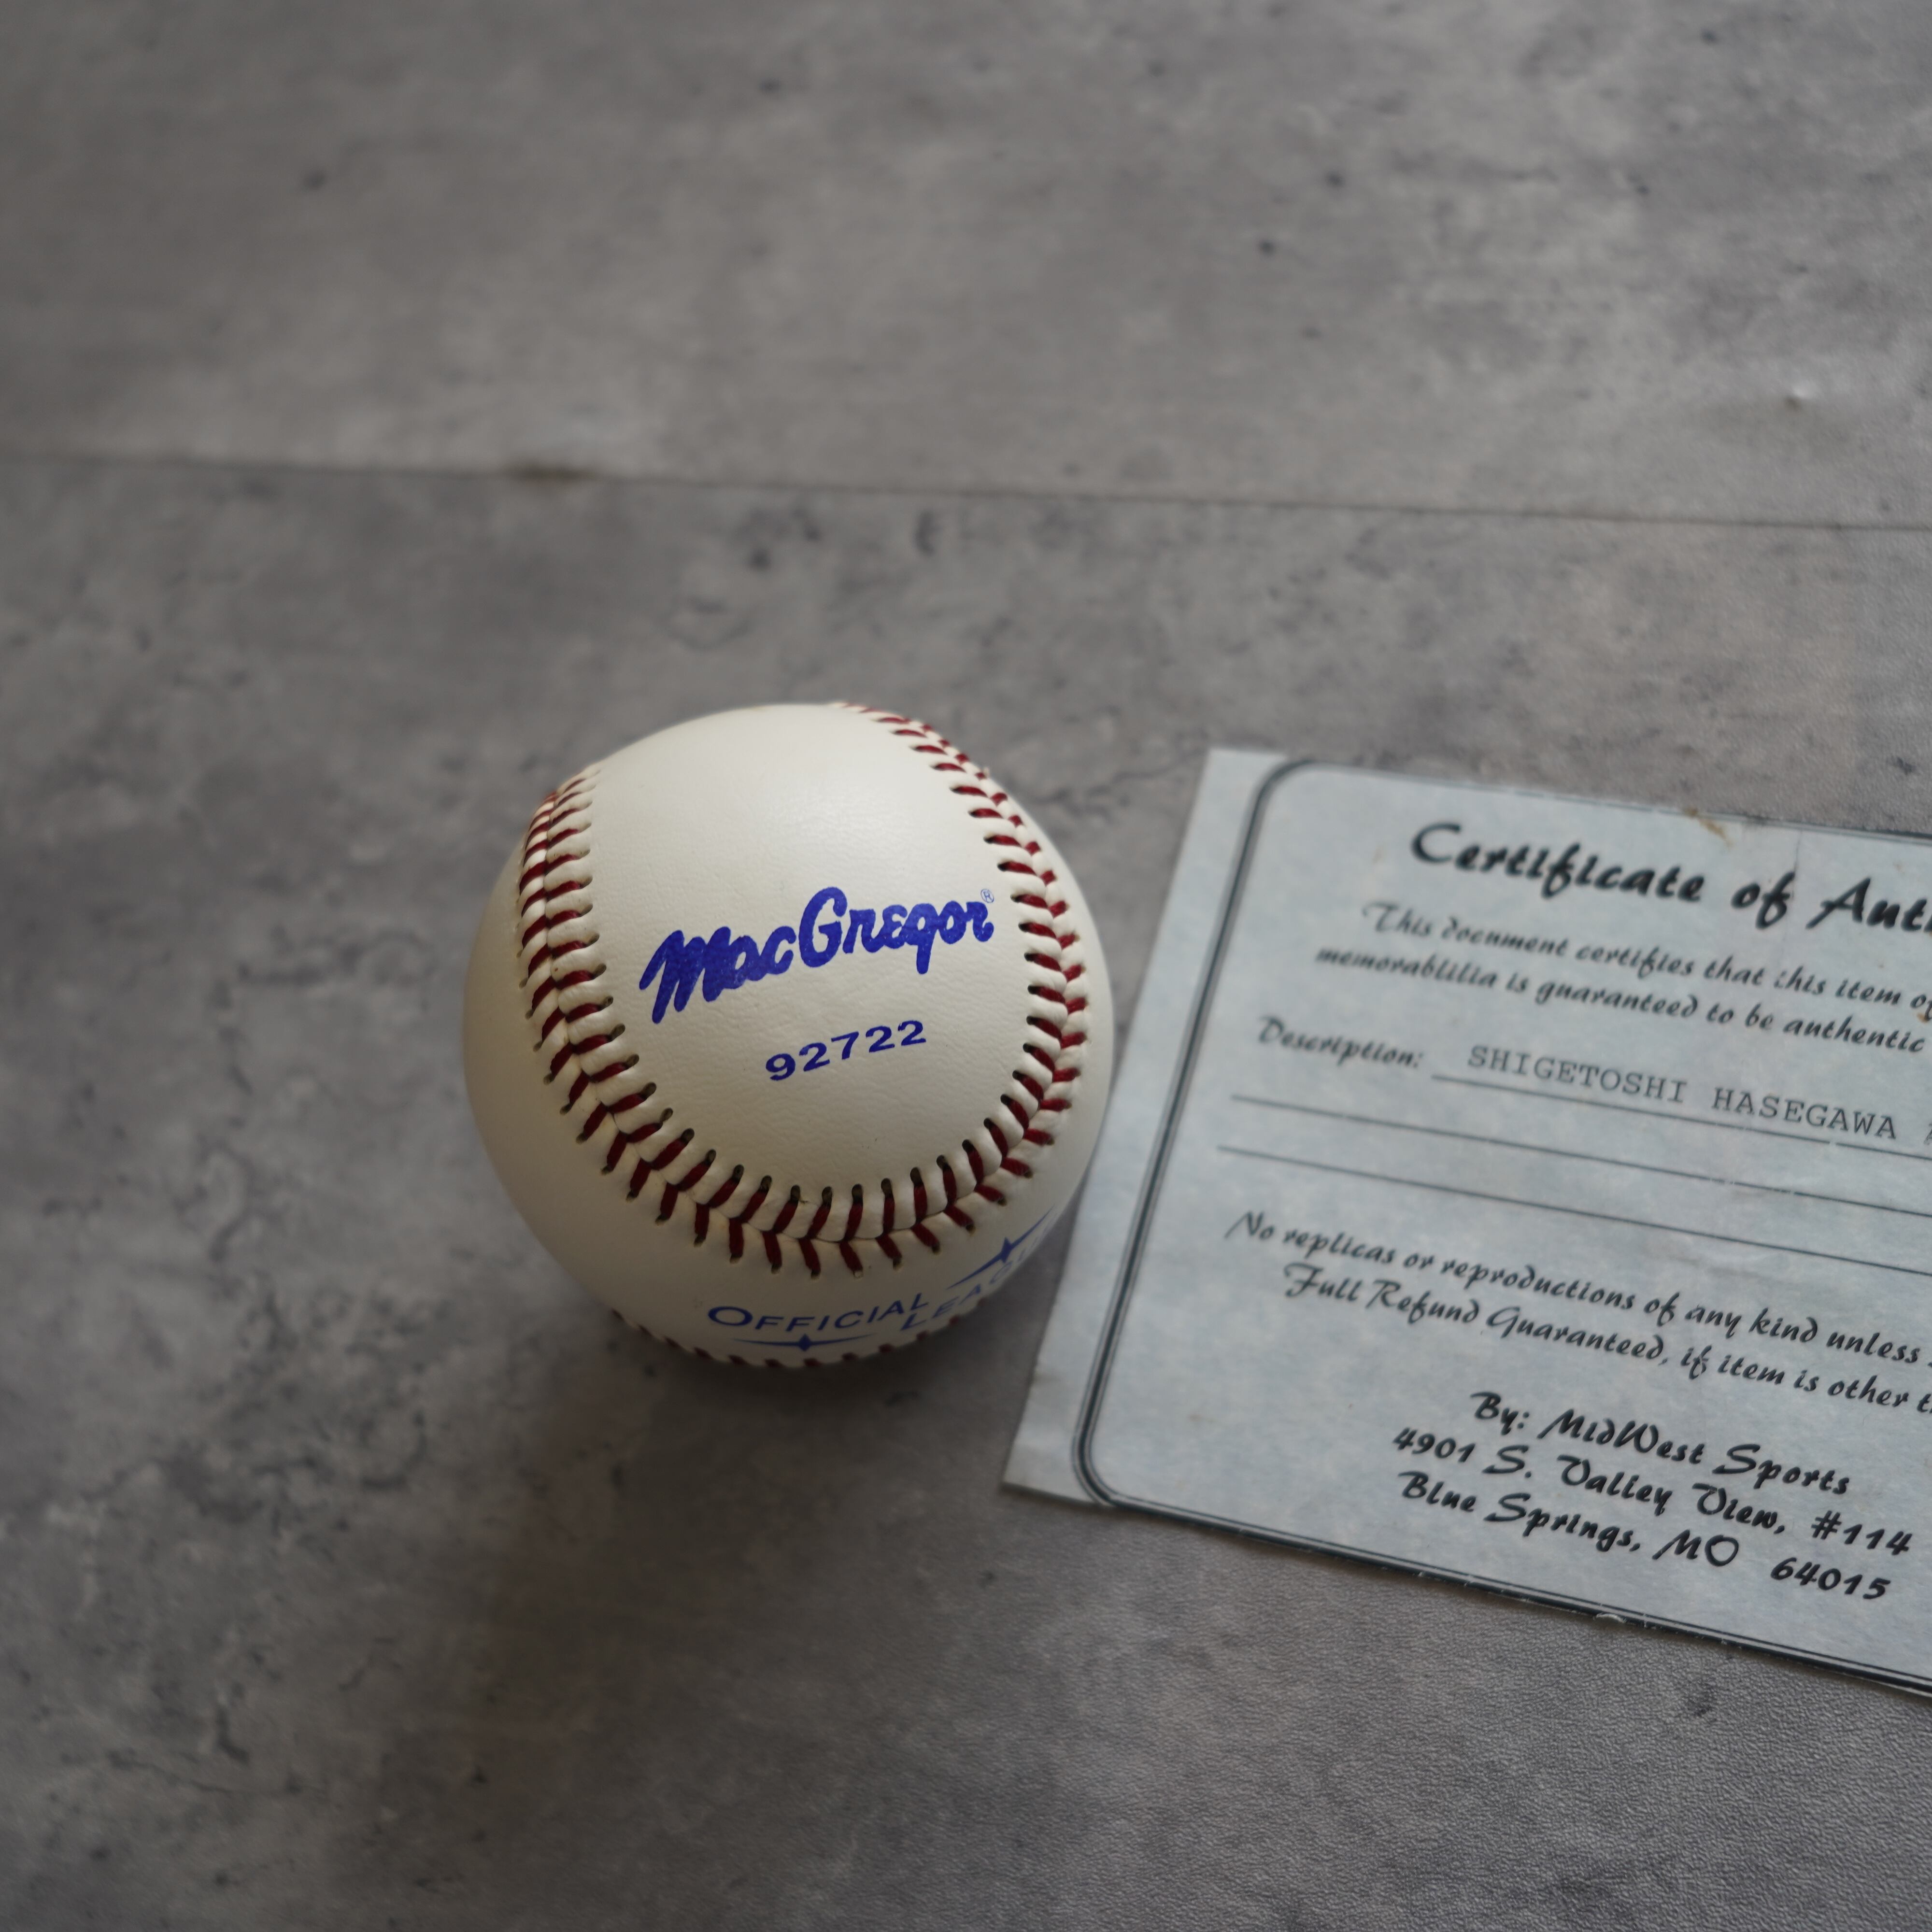 MacGregor®
92722
OFFICIAL
Certificate of
This document certifies that this item
memorablilia is guaranteed to be authentic
Description: SHIGETOSHI HASEGAWA
No replicas or reproductions of any kind unless
Full Refund Guaranteed, if item is other
By: MidWest Sports
4901 S. Valley View, #114
Blue Springs, MO 64015